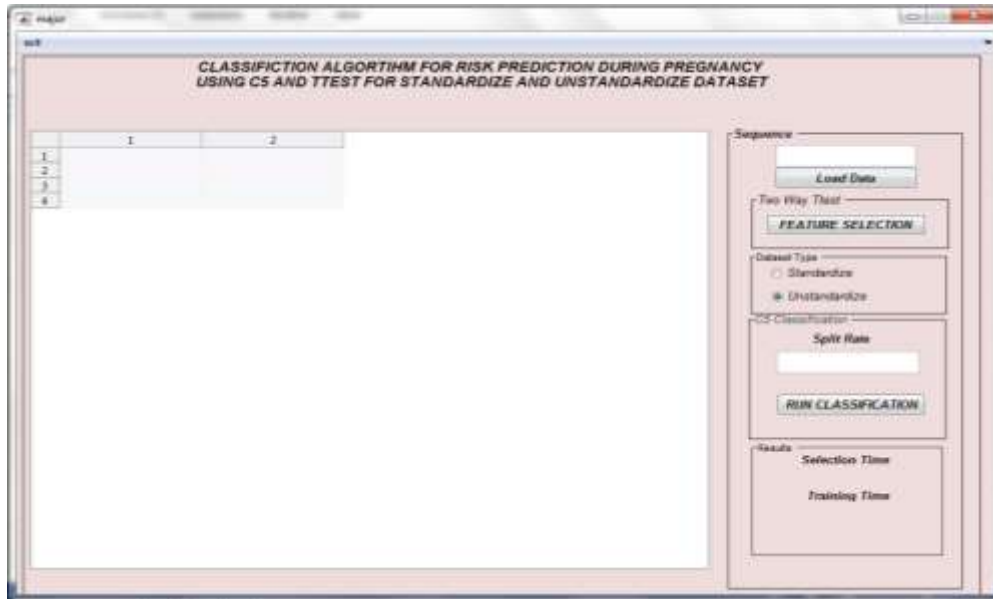 major
exit
CLASSIFICTION ALGORTIHM FOR RISK PREDICTION DURING PREGNANCY
USING C5 AND TTEST FOR STANDARDIZE AND UNSTANDARDIZE DATASET
1 2
1
2
3
4
Sequence
Load Data
Two Way Ttest
FEATURE SELECTION
Dataset Type
Standardize
Unstandardize
C5 Classification
Split Rate
RUN CLASSIFICATION
Results
Selection Time
Training Time